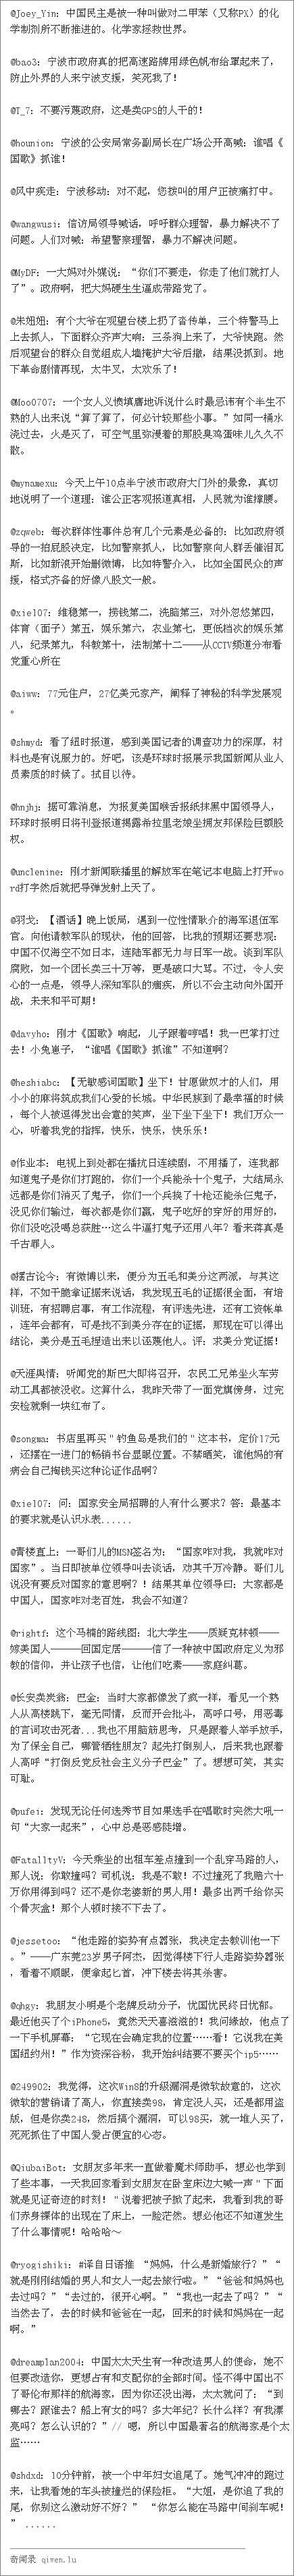 @Joey_Yin: 中国民主是被一种叫做对二甲苯（又称PX）的化
学制剂所不断推进的。化学家拯救世界。
@bao3: 宁波市政府真的把高速路牌用绿色帆布给罩起来了，
防止外界的人来宁波支援，笑死我了！
@T_7: 不要污蔑政府，这是卖GPS的人干的！
@hounion: 宁波的公安局常务副局长在广场公开高喊：谁唱《
国歌》抓谁！
@风中疾走: 宁波移动：对不起，您拨叫的用户正被痛打中。
@wangwusi: 信访局领导喊话，呼吁群众理智，暴力解决不了
问题。人们对喊：希望警察理智，暴力不解决问题。
@MyDF: 一大妈对外媒说：“你们不要走，你走了他们就打人
了”。政府啊，把大妈硬生生逼成带路党了。
@朱妞妞: 有个大爷在观望台楼上扔了沓传单，三个特警马上
上去抓人，下面群众齐声大喊：三条狗上来了，大爷快跑。然
后观望台的群众自觉组成人墙掩护大爷后撤，结果没抓到。地
下革命剧情再现，太牛叉，太欢乐了！
@Moo0707: 一个女人义愤填膺地诉说什么时最忌讳有个半生不
熟的人出来说“算了算了，何必计较那些小事。”如同一桶水
浇过去，火是灭了，可空气里弥漫着的那股臭鸡蛋味儿久久不
散。
@mynamexu: 今天上午10点半宁波市政府大门外的景象，真切
地说明了一个道理：谁公正客观报道真相，人民就为谁撑腰。
@zqweb: 每次群体性事件总有几个元素是必备的：比如政府领
导的一拍屁股决定，比如警察抓人，比如警察向人群丢催泪瓦
斯，比如新浪开始删微博，比如特警介入，比如全国民众的声
援，格式齐备的好像八股文一般。
@xie107: 维稳第一，捞钱第二，洗脑第三，对外忽悠第四，
体育（面子）第五，娱乐第六，农业第七，更低档次的娱乐第
八，纪录第九，科教第十，法制第十二——从CCTV频道分布看
党重心所在
@aiww: 77元住户，27亿美元家产，阐释了神秘的科学发展观
。
@shmyd: 看了纽时报道，感到美国记者的调查功力的深厚，材
料也是有说服力的。好吧，该是环球时报展示我国新闻从业人
员素质的时候了。拭目以待。
@hnjhj: 据可靠消息，为报复美国喉舌报纸抹黑中国领导人，
环球时报明日将刊登报道揭露希拉里老娘坐拥友邦保险巨额股
权。
@unclenine: 刚才新闻联播里的解放军在笔记本电脑上打开wo
rd打字然后就把导弹发射上天了。
@羽戈: 【酒话】晚上饭局，遇到一位性情耿介的海军退伍军
官。向他请教军队的现状，他的回答，比我的预期还要悲观：
中国不仅海空不如日本，连陆军都无力与日军一战。谈到军队
腐败，如一个团长卖三十万等，更是破口大骂。不过，令人安
心的一点是，领导人深知军队的痼疾，所以不会主动向外国开
战，未来和平可期！
@davyho: 刚才《国歌》响起，儿子跟着哼唱！我一巴掌打过
去！小兔崽子，“谁唱《国歌》抓谁”不知道啊？
@heshiabc: 【无敏感词国歌】坐下！甘愿做奴才的人们，用
小小的麻将筑成我们心爱的长城。中华民族到了最幸福的时候
，每个人被逗得发出会意的笑声，坐下坐下坐下！我们万众一
心，听着我党的指挥，快乐，快乐，快乐乐！
@作业本: 电视上到处都在播抗日连续剧，不用播了，连我都
知道鬼子是你们打跑的，你们一个兵能杀十个鬼子，大结局永
远都是你们消灭了鬼子，你们一个兵挨了十枪还能杀仨鬼子，
没见你们输过，每次都是你们赢，鬼子吃好的穿好的用好的，
你们没吃没喝总获胜…这么牛逼打鬼子还用八年？看来蒋真是
千古罪人。
@摆古论今: 有微博以来，便分为五毛和美分这两派，与其这
样，不如干脆拿证据来说话，我发现五毛的证据很全面，有培
训班，有招聘启事，有工作流程，有评选先进，还有工资帐单
，连年会都有，可是找不到美分存在的证据，那现在可以得出
结论，美分是五毛捏造出来以诬蔑他人。评：求美分党证据！
@天涯舆情: 听闻党的斯巴大即将召开，农民工兄弟坐火车劳
动工具都被没收。这算什么，我昨天带了一面党旗傍身，过完
安检就剩一块红布了。
@songma: 书店里再买＂钓鱼岛是我们的＂这本书，定价17元
，还摆在一进门的畅销书台显眼位置。不禁晒笑，谁他妈的有
病会自己掏钱买这种论证作品啊？
@xie107: 问：国家安全局招聘的人有什么要求？答：最基本
的要求就是认识水表......
@青楼直上: 一哥们儿的MSN签名为：“国家咋对我，我就咋对
国家”。当日即被单位领导叫去谈话，劝其千万冷静。哥们儿
说没有要反对国家的意思啊？！结果其单位领导曰：大家都是
中国人，国家咋对老百姓，我会不知道？
@rightf: 这个马楠的路线图：北大学生——质疑克林顿——
嫁美国人———回国定居———信了一种被中国政府定义为邪
教的信仰，并让孩子也信，让他们吃素——家庭纠葛。
@长安卖炭翁: 巴金：当时大家都像发了疯一样，看见一个熟
人从高楼跳下，毫无同情，反而开会批斗，高呼口号，用恶毒
的言词攻击死者...我也不用脑筋思考，只是跟着人举手放手，
为了保全自己，哪管牺牲朋友？起先打倒别人，后来我也跟着
人高呼“打倒反党反社会主义分子巴金”了。想想可笑，其实
可耻。
@pufei: 发现无论任何选秀节目如果选手在唱歌时突然大吼一
句“大家一起来”，心中总是恶感陡增。
@Fata11tyV: 今天乘坐的出租车差点撞到一个乱穿马路的人，
那人说：你敢撞吗？司机说：我是不敢！不过撞死了我赔六十
万你用得到吗？还不是你老婆新的男人用！最多出两千给你买
个骨灰盒！那个人顿时接不下去了。
@jessetoo: “他走路的姿势有点嚣张，我决定去教训他一下
。”——广东莞23岁男子阿杰，因觉得楼下行人走路姿势嚣张
，看着不顺眼，便拿起匕首，冲下楼去将其杀害。
@qhgy: 我朋友小明是个老牌反动分子，忧国忧民终日忧郁。
最近他买了个iPhone5，竟然天天喜滋滋的！我问缘故，他点了
一下手机屏幕：“它现在会确定我的位置……看！它说我在美
国纽约州！”作为资深谷粉，我开始纠结要不要买个ip5……
@249902: 我觉得，这次Win8的升级漏洞是微软故意的，这次
微软的营销请了高人，你直接卖98，肯定没人买，还是都用盗
版，但是你卖248，然后搞个漏洞，可以98买，就一堆人买了，
死死抓住了中国人爱占便宜的心态。
@QiubaiBot: 女朋友多年来一直做着魔术师助手，想必也学到
了些本事，一天我回家看到女朋友在卧室床边大喊一声＂下面
就是见证奇迹的时刻！＂说着把被子掀了起来，我看到我的哥
们赤身裸体的出现在了床上，一脸茫然。想必他还不知道发生
了什么事情呢！哈哈哈～
@ryogishiki: #译自日语推 “妈妈，什么是新婚旅行？”“
就是刚刚结婚的男人和女人一起去旅行啦。”“爸爸和妈妈也
去过吗？”“去过的，很开心啊。”“我也一起去了吗？”“
当然去了，去的时候和爸爸在一起，回来的时候和妈妈在一起
啊。”
@dreamplan2004: 中国太太天生有一种改造男人的使命，她不
但要改造你，更想占有和支配你的全部时间。怪不得中国出不
了哥伦布那样的航海家，因为你还没出海，太太就问了：“到
哪去？跟谁去？船上有女的吗？多大年纪？长什么样？有我漂
亮吗？怎么认识的？”// 嗯，所以中国最著名的航海家是个太
监……
@shdxd: 10分钟前，被一个中年妇女追尾了。她气冲冲的跑过
来，让我看她的车头被撞烂的保险柜。“大姐，是你追了我的
尾，你别这么激动好不好？” “你怎么能在马路中间刹车呢！
” ......
奇闻录 qiwen.lu